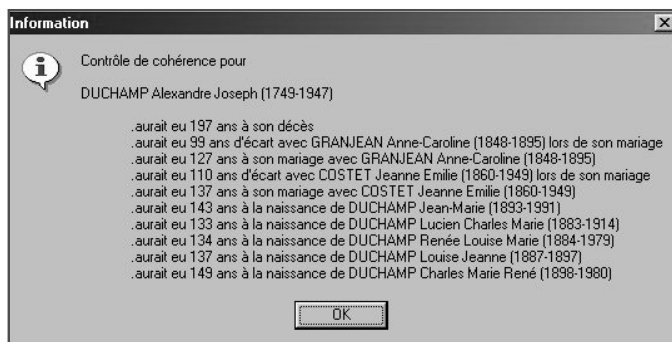 Information
Contrôle de cohérence pour
DUCHAMP Alexandre Joseph (1749-1947)
.aurait eu 197 ans à son décès
.aurait eu 99 ans d'écart avec GRANJEAN Anne-Caroline (1848-1895) lors de son mariage
.aurait eu 127 ans à son mariage avec GRANJEAN Anne-Caroline (1848-1895)
.aurait eu 110 ans d'écart avec COSTET Jeanne Emilie (1860-1949) lors de son mariage
.aurait eu 137 ans à son mariage avec COSTET Jeanne Emilie (1860-1949)
.aurait eu 143 ans à la naissance de DUCHAMP Jean-Marie (1893-1991)
.aurait eu 133 ans à la naissance de DUCHAMP Lucien Charles Marie (1883-1914)
.aurait eu 134 ans à la naissance de DUCHAMP Renée Louise Marie (1884-1979)
.aurait eu 137 ans à la naissance de DUCHAMP Louise Jeanne (1887-1897)
.aurait eu 149 ans à la naissance de DUCHAMP Charles Marie René (1898-1980)
OK